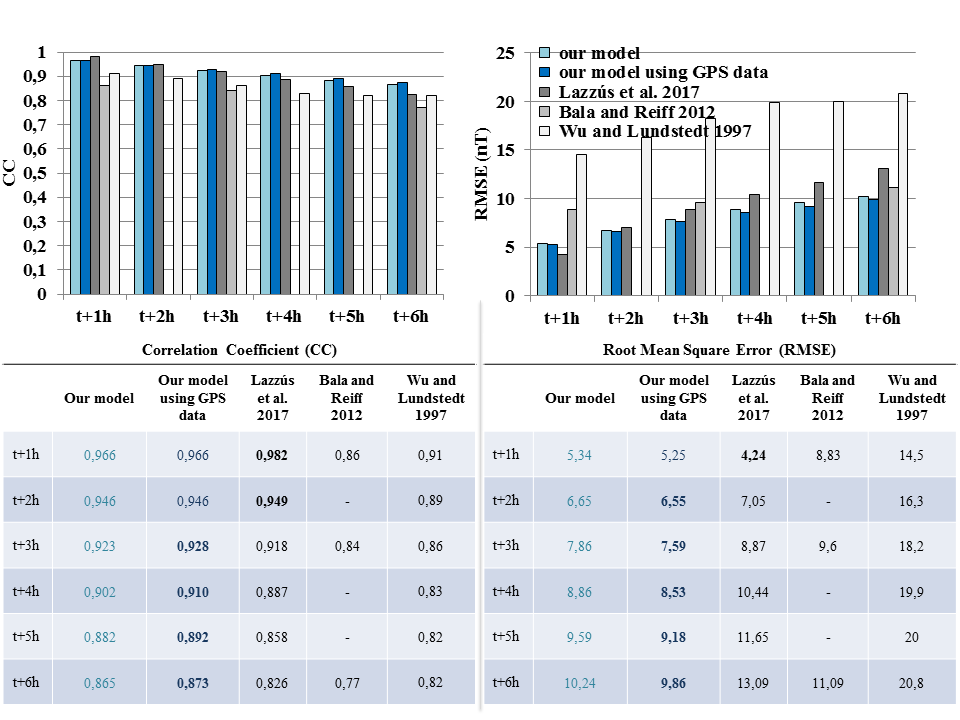 1
0,9
0,8
0,7
0,6
0,5
0,4
0,3
0,2
0,1
0
CC
t+1h t+2h t+3h t+4h t+5h t+6h
25
20
15
10
5
0
RMSE (nT)
our model
our model using GPS data
Lazzús et al. 2017
Bala and Reiff 2012
Wu and Lundstedt 1997
t+1h t+2h t+3h t+4h t+5h t+6h
Correlation Coefficient (CC)
Our model Our model using GPS data Lazzús et al. 2017 Bala and Reiff 2012 Wu and Lundstedt 1997
t+1h 0,966 0,966 0,982 0,86 0,91
t+2h 0,946 0,946 0,949 - 0,89
t+3h 0,923 0,928 0,918 0,84 0,86
t+4h 0,902 0,910 0,887 - 0,83
t+5h 0,882 0,892 0,858 - 0,82
t+6h 0,865 0,873 0,826 0,77 0,82
Root Mean Square Error (RMSE)
Our model Our model using GPS data Lazzús et al. 2017 Bala and Reiff 2012 Wu and Lundstedt 1997
t+1h 5,34 5,25 4,24 8,83 14,5
t+2h 6,65 6,55 7,05 - 16,3
t+3h 7,86 7,59 8,87 9,6 18,2
t+4h 8,86 8,53 10,44 - 19,9
t+5h 9,59 9,18 11,65 - 20
t+6h 10,24 9,86 13,09 11,09 20,8